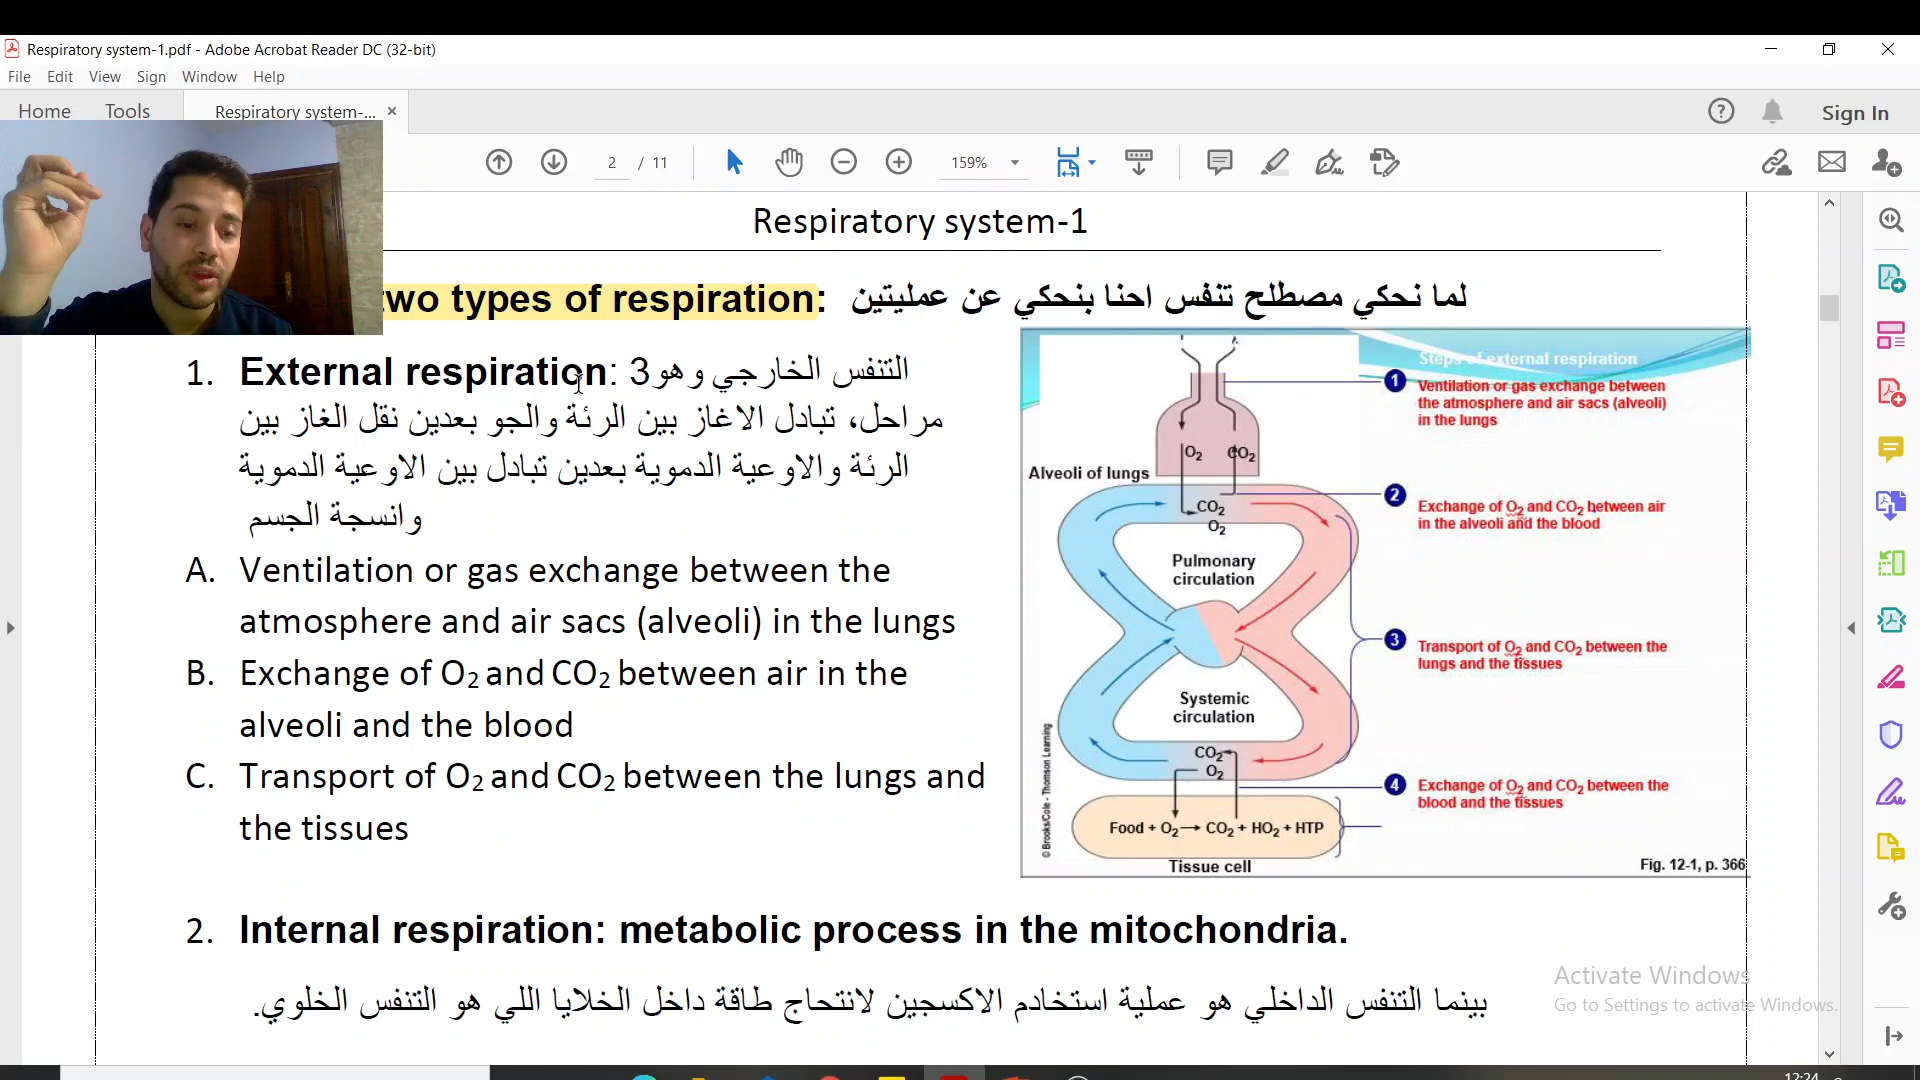 Respiratory system-1.pdf - Adobe Acrobat Reader DC (32-bit)
File Edit View Sign Window Help
Home Tools Respiratory system-... × Sign In
2 / 11 159%
Respiratory system-1
two types of respiration: لما نحكي مصطلح تنفس احنا بنحكي عن عمليتين
1. External respiration: التنفس الخارجي وهو 3
مراحل، تبادل الاغاز بين الرئة والجو بعدين نقل الغاز بين
الرئة والاوعية الدموية بعدين تبادل بين الاوعية الدموية
وانسجة الجسم
A. Ventilation or gas exchange between the
atmosphere and air sacs (alveoli) in the lungs
B. Exchange of O2 and CO2 between air in the
alveoli and the blood
C. Transport of O2 and CO2 between the lungs and
the tissues
Steps of external respiration
1 Ventilation or gas exchange between
the atmosphere and air sacs (alveoli)
in the lungs
O2 CO2
Alveoli of lungs
2 Exchange of O2 and CO2 between air
in the alveoli and the blood
CO2
O2
Pulmonary
circulation
3 Transport of O2 and CO2 between the
lungs and the tissues
Systemic
circulation
CO2
O2
4 Exchange of O2 and CO2 between the
blood and the tissues
Food + O2 → CO2 + HO2 + HTP
Tissue cell
© Brooks/Cole - Thomson Learning
Fig. 12-1, p. 366
2. Internal respiration: metabolic process in the mitochondria.
بينما التنفس الداخلي هو عملية استخادم الاكسجين لانتحاج طاقة داخل الخلايا اللي هو التنفس الخلوي.
Activate Windows
Go to Settings to activate Windows.
12:24